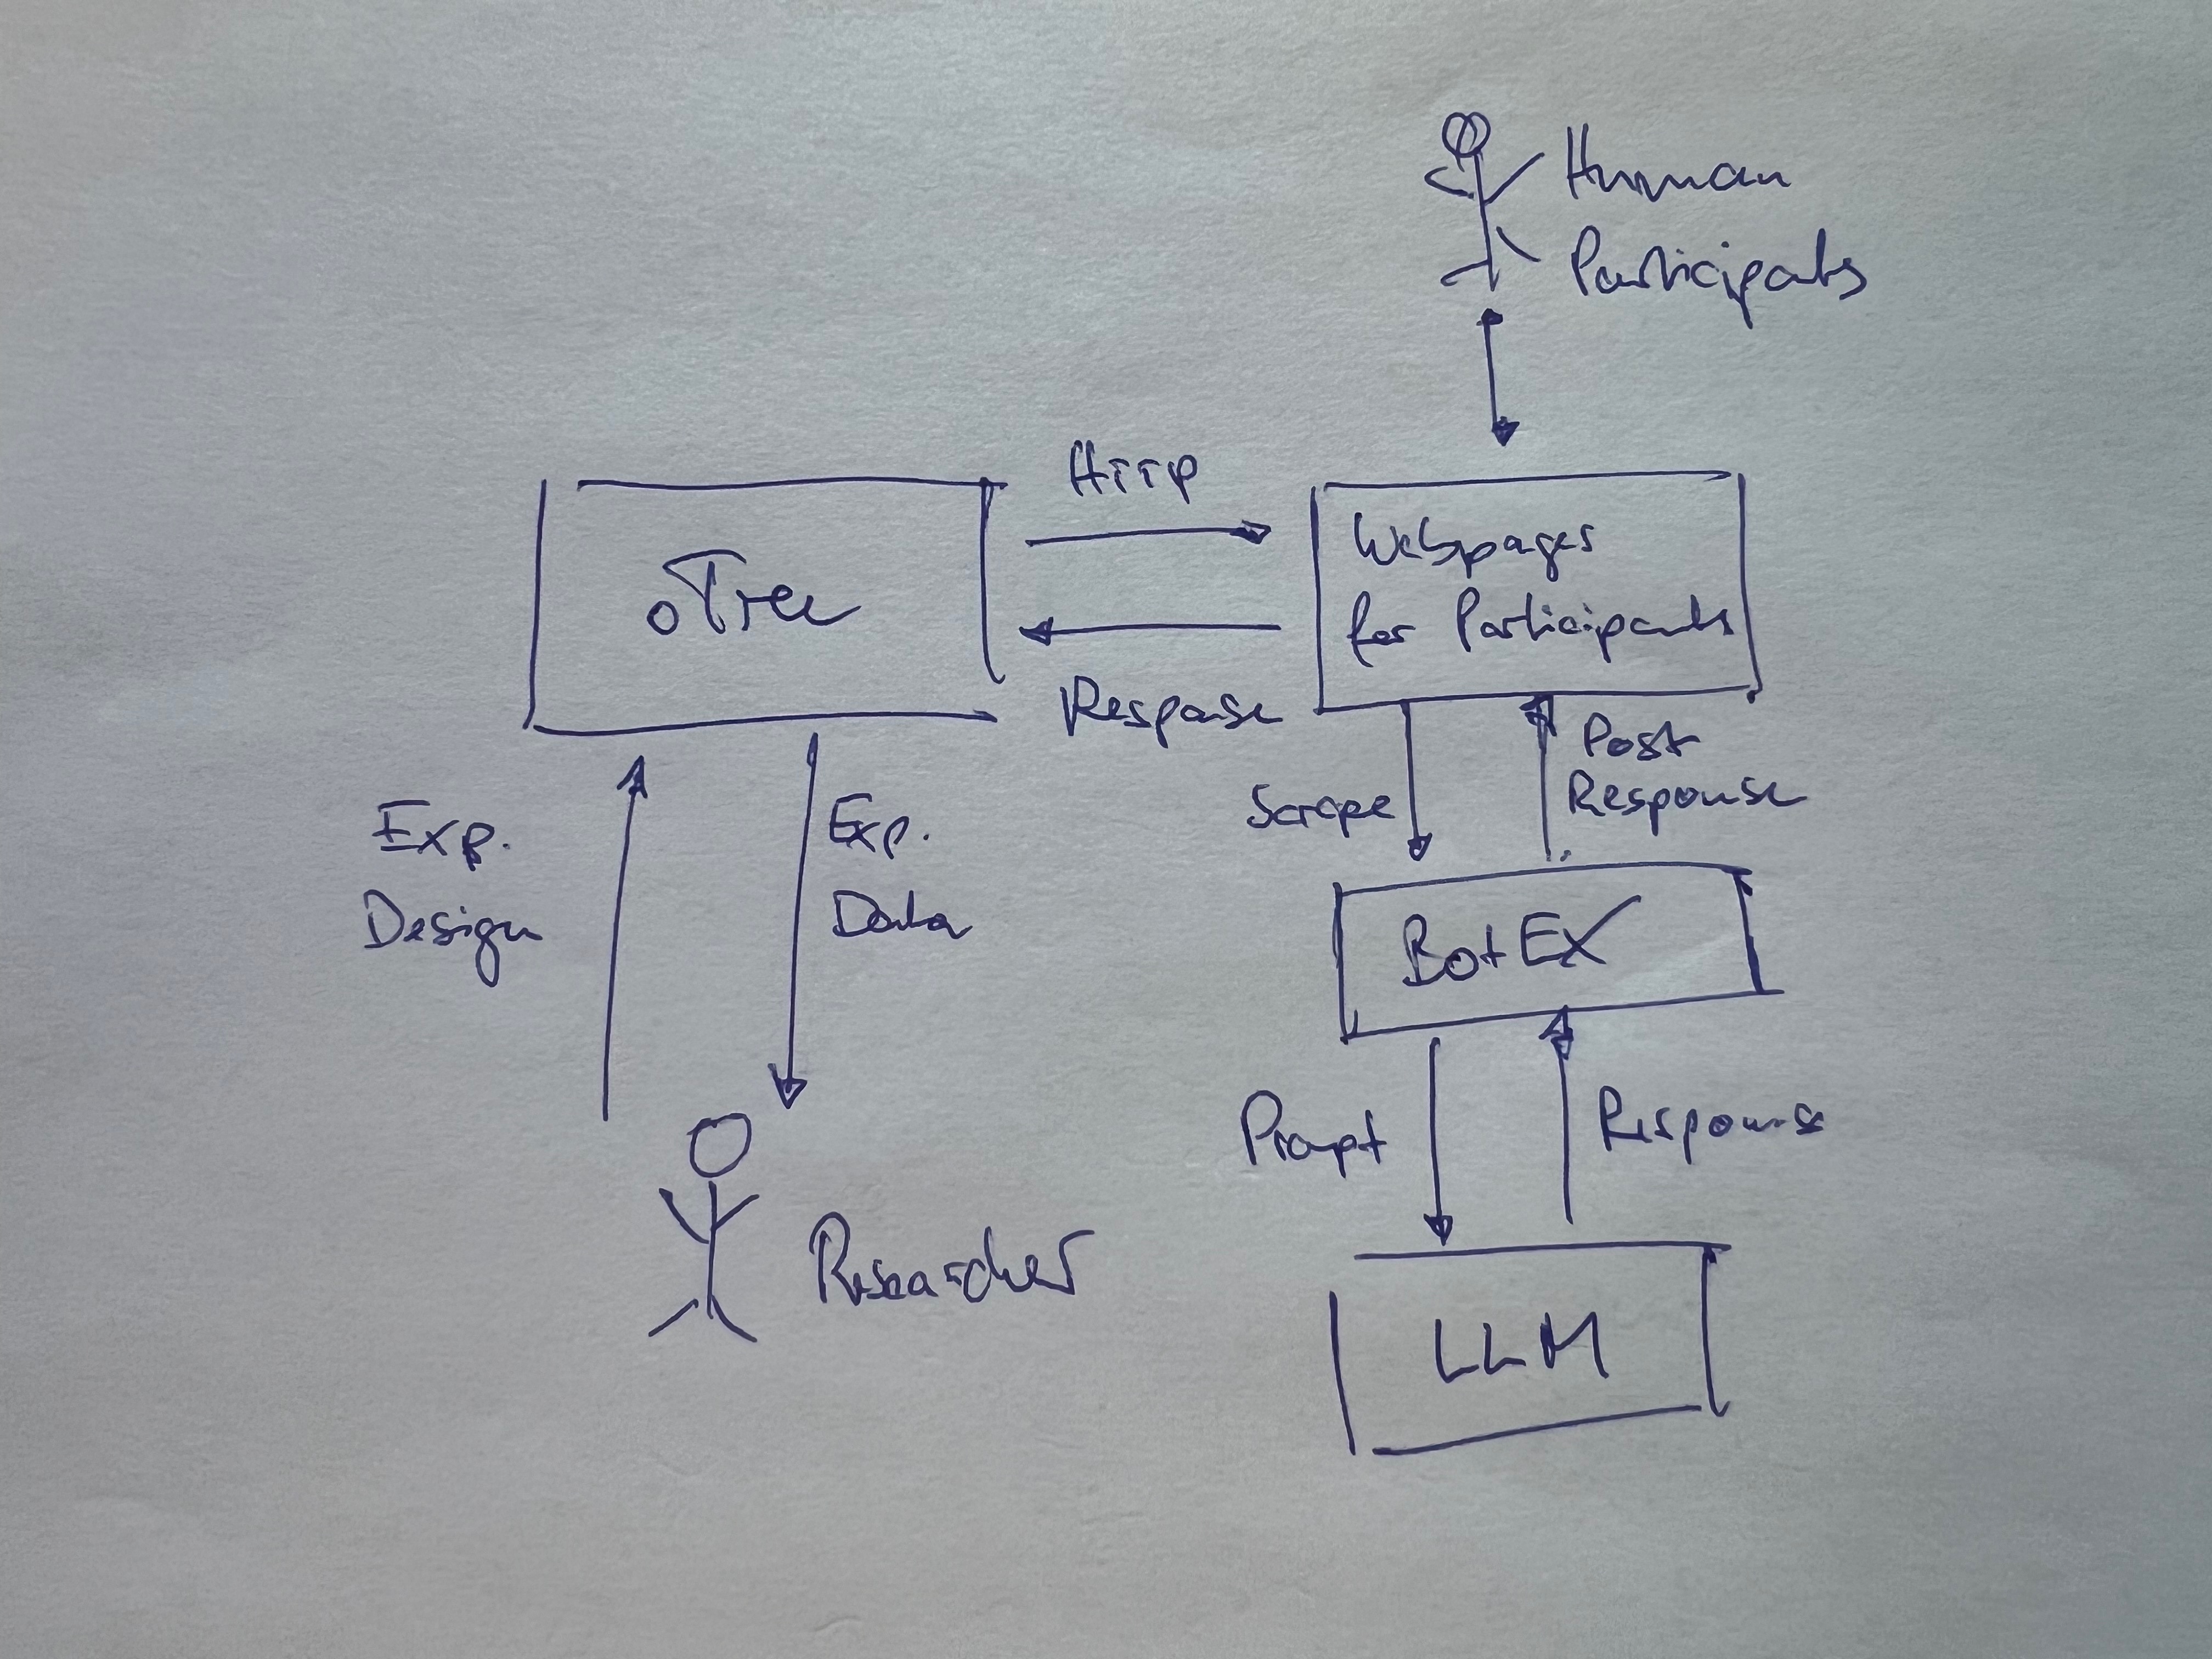 Human
Participants
HTTP
oTree
Webpages
for Participants
Response
Exp.
Design
Exp.
Data
Scrape
Post
Response
BotEX
Prompt
Response
Researcher
LLM